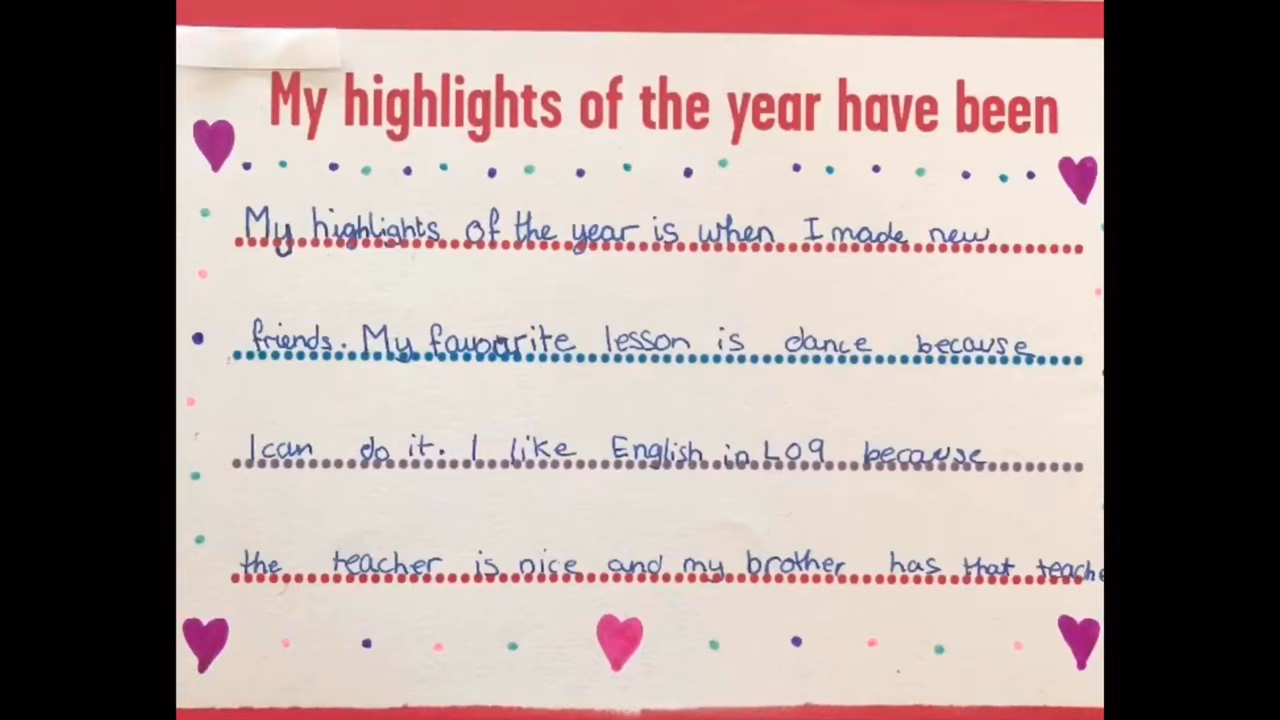 My highlights of the year have been
My highlights of the year is when I made new
friends. My favourite lesson is dance because
I can do it. I like English in L09 because
the teacher is nice and my brother has that teache